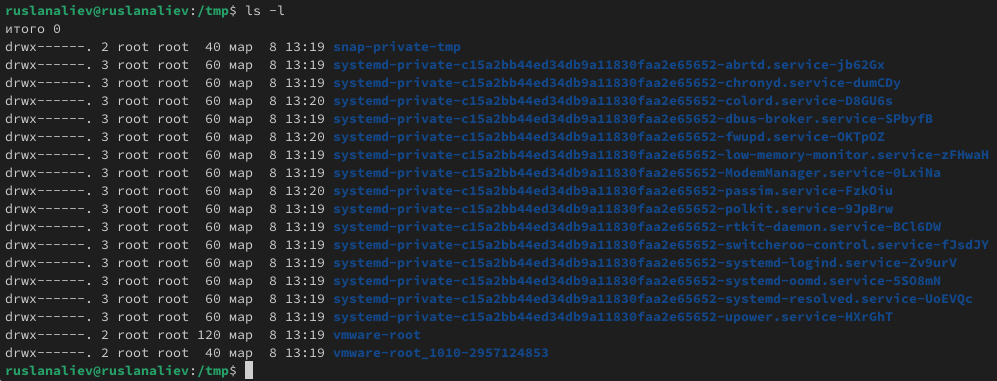 ruslanaliev@ruslanaliev:/tmp$ ls -l
итого 0
drwx------. 2 root root  40 мар  8 13:19 snap-private-tmp
drwx------. 3 root root  60 мар  8 13:19 systemd-private-c15a2bb44ed34db9a11830faa2e65652-abrtd.service-jb62Gx
drwx------. 3 root root  60 мар  8 13:19 systemd-private-c15a2bb44ed34db9a11830faa2e65652-chronyd.service-dumCDy
drwx------. 3 root root  60 мар  8 13:20 systemd-private-c15a2bb44ed34db9a11830faa2e65652-colord.service-D8GU6s
drwx------. 3 root root  60 мар  8 13:19 systemd-private-c15a2bb44ed34db9a11830faa2e65652-dbus-broker.service-SPbyfB
drwx------. 3 root root  60 мар  8 13:20 systemd-private-c15a2bb44ed34db9a11830faa2e65652-fwupd.service-OKTpOZ
drwx------. 3 root root  60 мар  8 13:19 systemd-private-c15a2bb44ed34db9a11830faa2e65652-low-memory-monitor.service-zFHwaH
drwx------. 3 root root  60 мар  8 13:19 systemd-private-c15a2bb44ed34db9a11830faa2e65652-ModemManager.service-0LxiNa
drwx------. 3 root root  60 мар  8 13:20 systemd-private-c15a2bb44ed34db9a11830faa2e65652-passim.service-FzkOiu
drwx------. 3 root root  60 мар  8 13:19 systemd-private-c15a2bb44ed34db9a11830faa2e65652-polkit.service-9JpBrw
drwx------. 3 root root  60 мар  8 13:19 systemd-private-c15a2bb44ed34db9a11830faa2e65652-rtkit-daemon.service-BCl6DW
drwx------. 3 root root  60 мар  8 13:19 systemd-private-c15a2bb44ed34db9a11830faa2e65652-switcheroo-control.service-fJsdJY
drwx------. 3 root root  60 мар  8 13:19 systemd-private-c15a2bb44ed34db9a11830faa2e65652-systemd-logind.service-Zv9urV
drwx------. 3 root root  60 мар  8 13:19 systemd-private-c15a2bb44ed34db9a11830faa2e65652-systemd-oomd.service-5SO8mN
drwx------. 3 root root  60 мар  8 13:19 systemd-private-c15a2bb44ed34db9a11830faa2e65652-systemd-resolved.service-UoEVQc
drwx------. 3 root root  60 мар  8 13:19 systemd-private-c15a2bb44ed34db9a11830faa2e65652-upower.service-HXrGhT
drwx------. 2 root root 120 мар  8 13:19 vmware-root
drwx------. 2 root root  40 мар  8 13:19 vmware-root_1010-2957124853
ruslanaliev@ruslanaliev:/tmp$